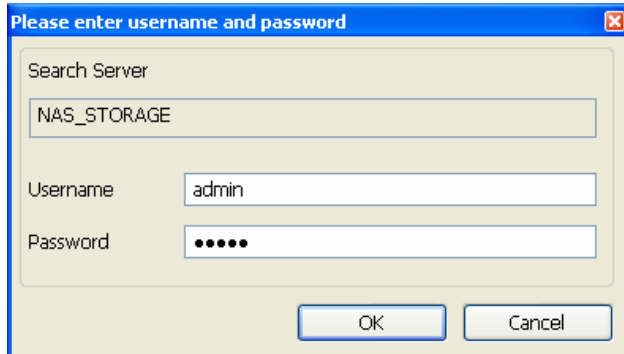 Please enter username and password
Search Server
NAS_STORAGE
Username admin
Password •••••
OK Cancel